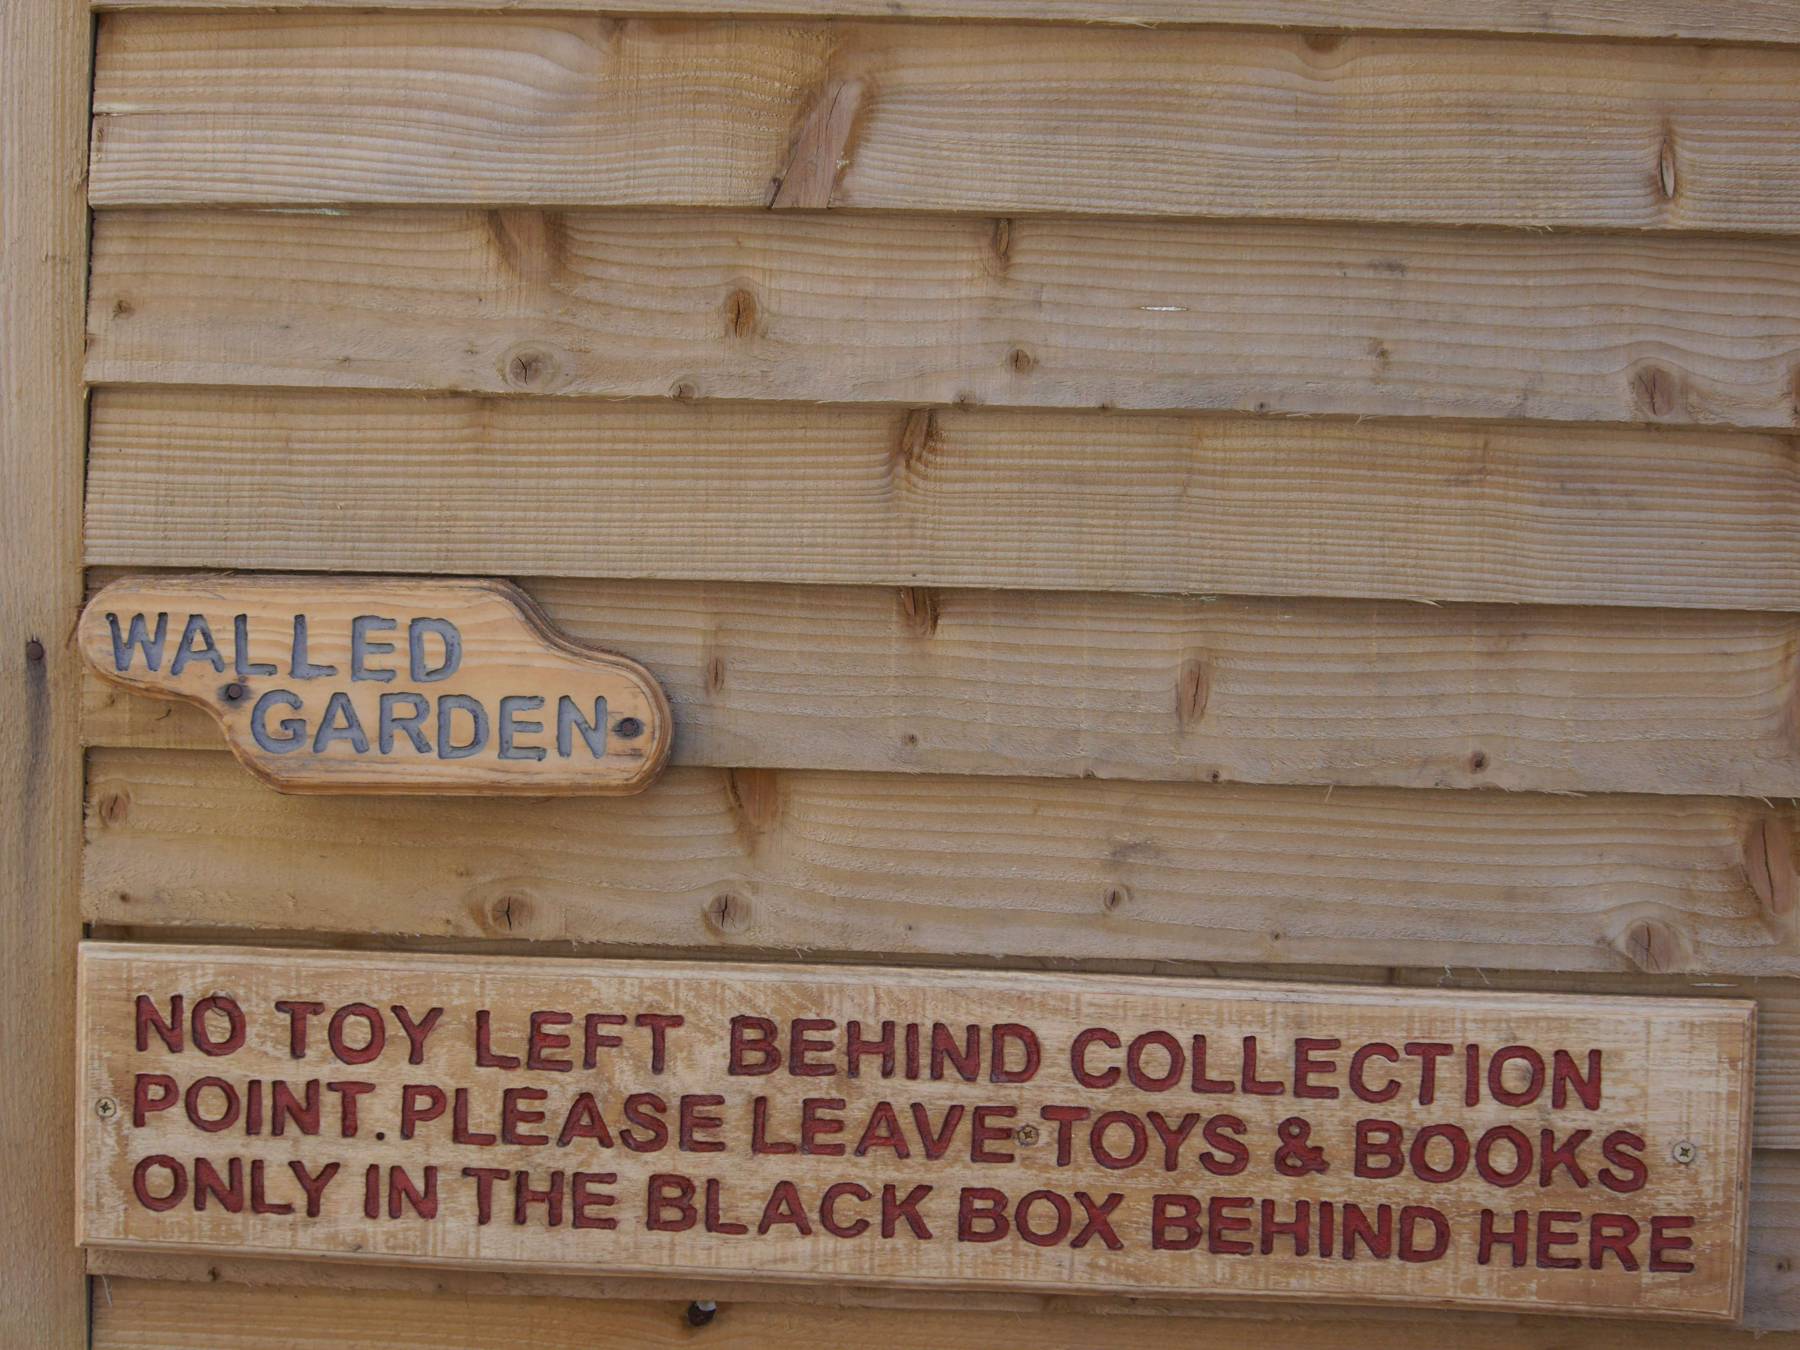 WALLED
GARDEN
NO TOY LEFT BEHIND COLLECTION
POINT. PLEASE LEAVE TOYS & BOOKS
ONLY IN THE BLACK BOX BEHIND HERE